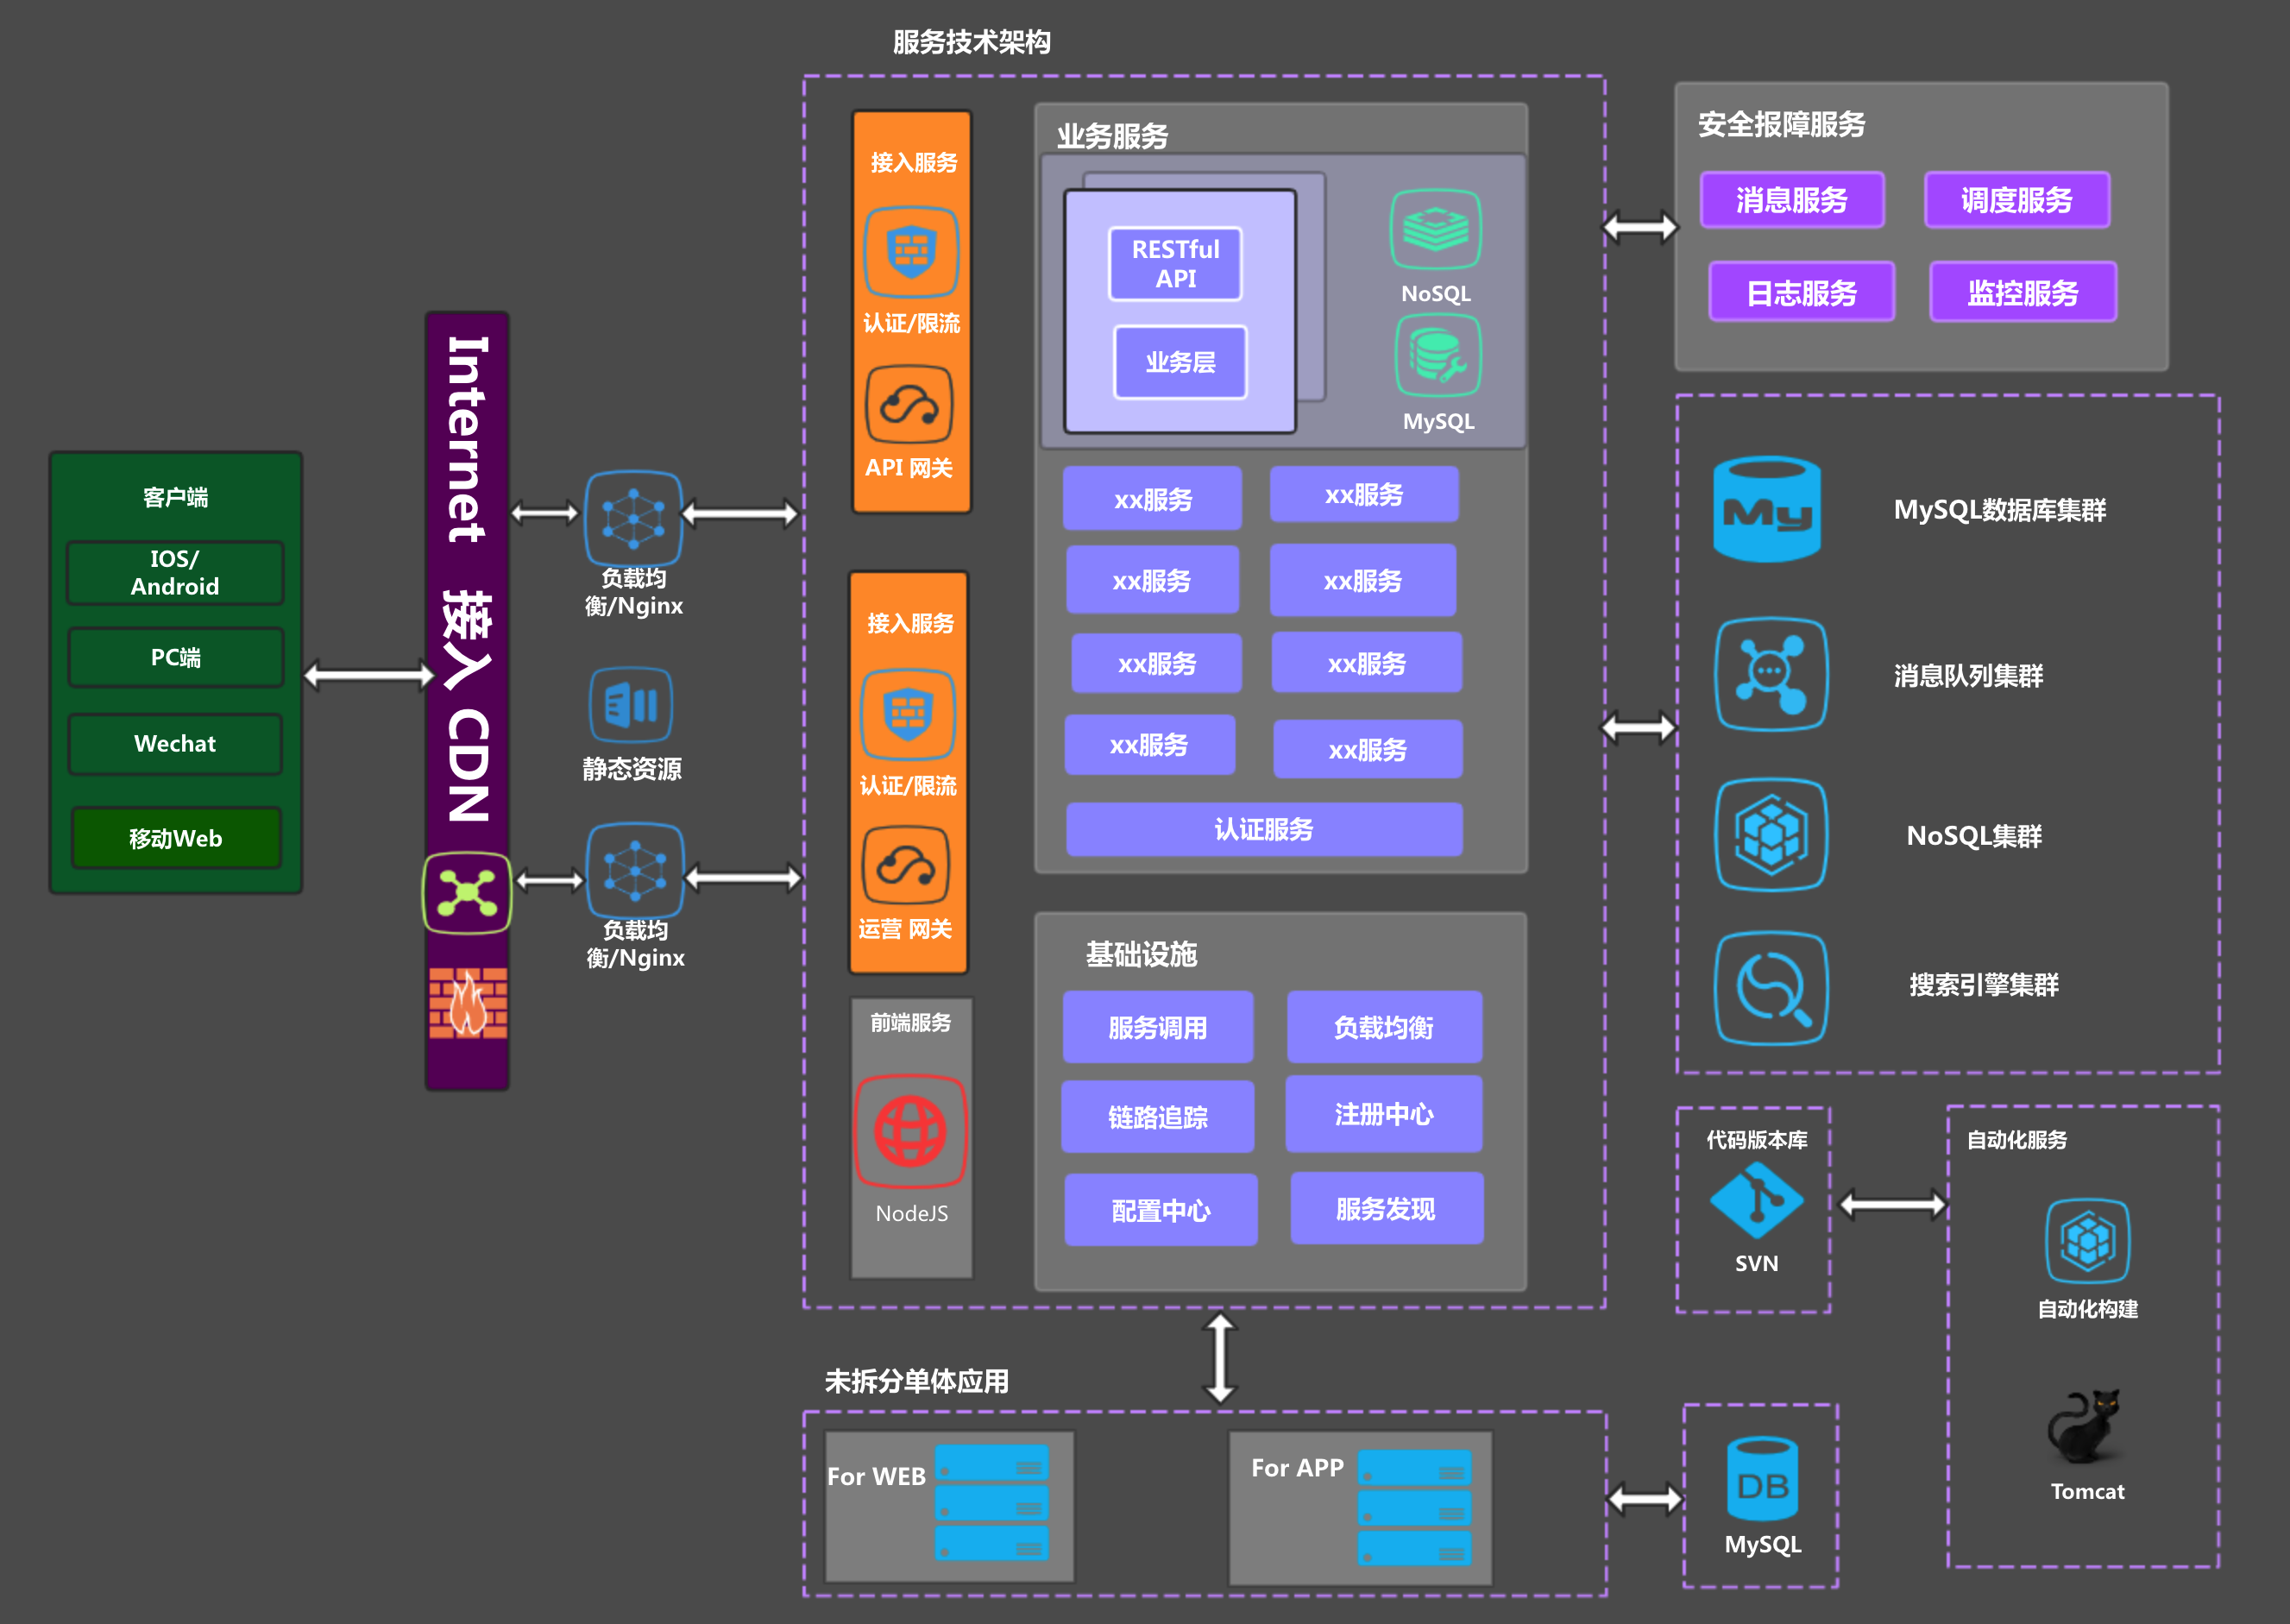 服务技术架构
客户端
IOS/
Android
PC端
Wechat
移动Web
Internet 接入 CDN
负载均
衡/Nginx
静态资源
负载均
衡/Nginx
接入服务
认证/限流
API 网关
接入服务
认证/限流
运营 网关
前端服务
NodeJS
业务服务
RESTful
API
业务层
NoSQL
MySQL
xx服务
xx服务
xx服务
xx服务
xx服务
xx服务
xx服务
xx服务
认证服务
基础设施
服务调用
负载均衡
链路追踪
注册中心
配置中心
服务发现
安全报障服务
消息服务
调度服务
日志服务
监控服务
My
MySQL数据库集群
消息队列集群
NoSQL集群
搜索引擎集群
代码版本库
SVN
自动化服务
自动化构建
Tomcat
未拆分单体应用
For WEB
For APP
DB
MySQL